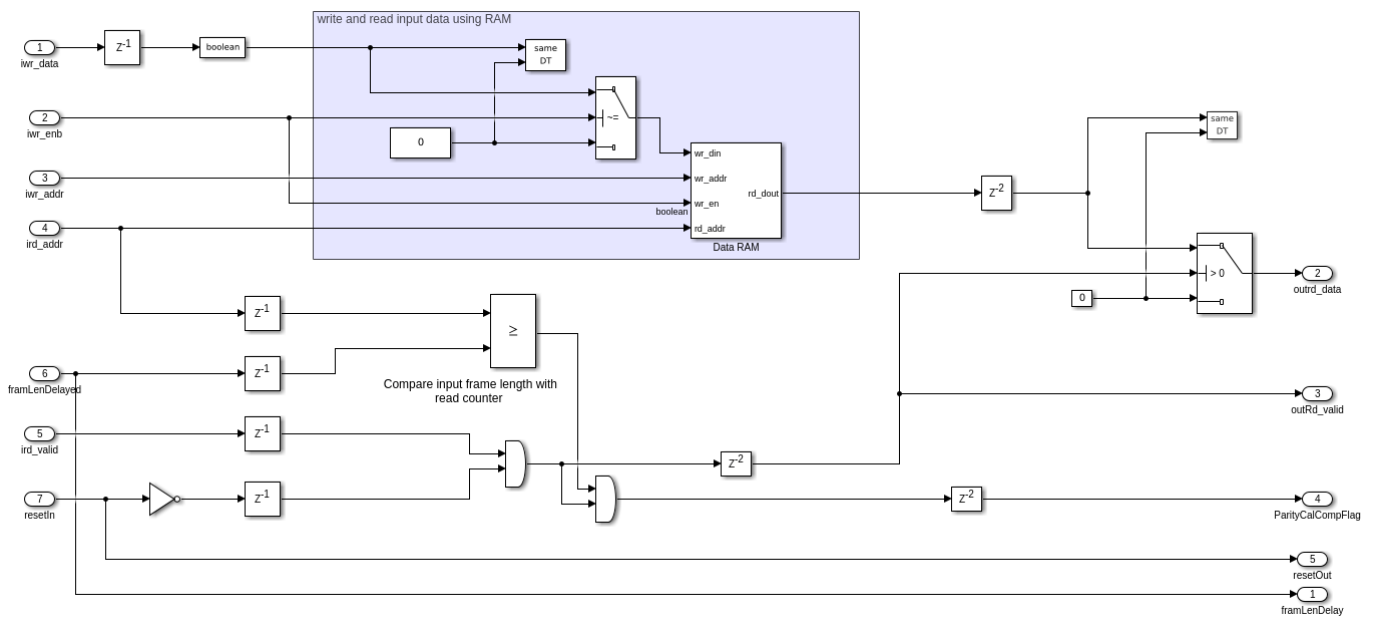 write and read input data using RAM
1
iwr_data
Z-1
boolean
same
DT
2
iwr_enb
~=
0
3
iwr_addr
4
ird_addr
wr_din
wr_addr
wr_en
rd_addr
rd_dout
boolean
Data RAM
Z-2
same
DT
> 0
0
2
outrd_data
Z-1
≥
6
framLenDelayed
Z-1
Compare input frame length with
read counter
3
outRd_valid
5
ird_valid
Z-1
Z-2
7
resetIn
Z-1
Z-2
4
ParityCalCompFlag
5
resetOut
1
framLenDelay